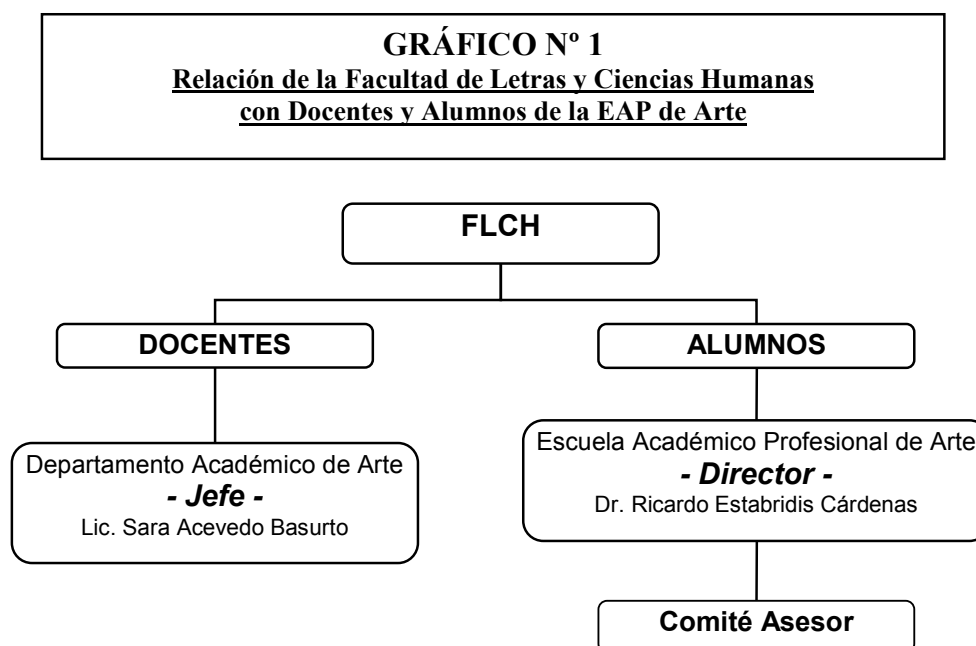 GRÁFICO Nº 1
Relación de la Facultad de Letras y Ciencias Humanas
con Docentes y Alumnos de la EAP de Arte
FLCH
DOCENTES
ALUMNOS
Departamento Académico de Arte
- Jefe -
Lic. Sara Acevedo Basurto
Escuela Académico Profesional de Arte
- Director -
Dr. Ricardo Estabridis Cárdenas
Comité Asesor